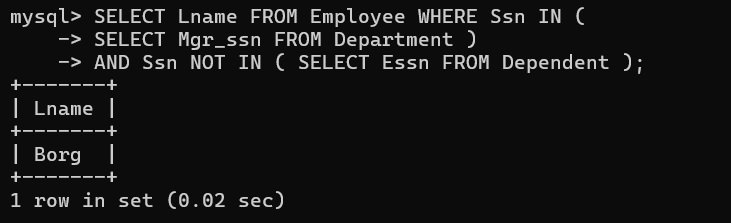 mysql> SELECT Lname FROM Employee WHERE Ssn IN (
    -> SELECT Mgr_ssn FROM Department )
    -> AND Ssn NOT IN ( SELECT Essn FROM Dependent );
+-------+
| Lname |
+-------+
| Borg  |
+-------+
1 row in set (0.02 sec)